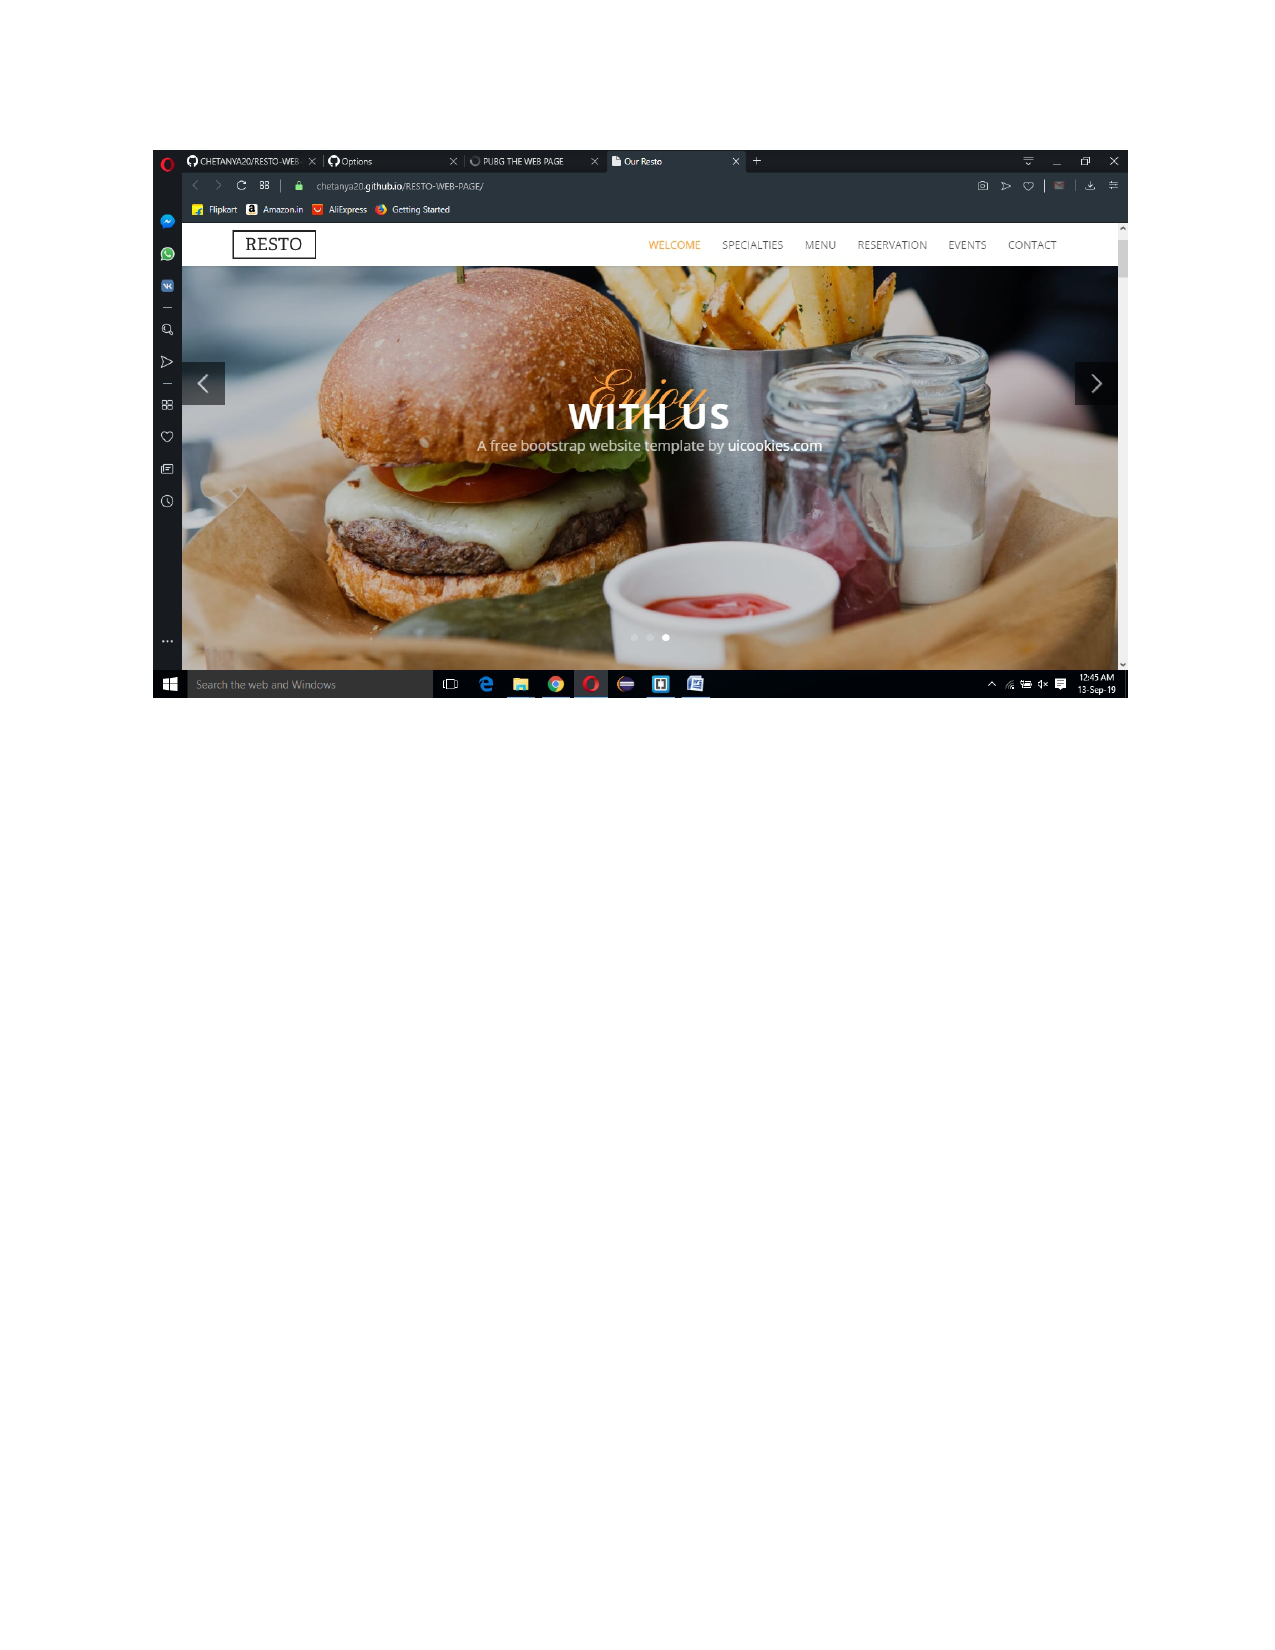 CHETANYA20/RESTO-WEB- Options PUBG THE WEB PAGE Our Resto
chetanya20.github.io/RESTO-WEB-PAGE/
Flipkart Amazon.in AliExpress Getting Started
RESTO WELCOME SPECIALTIES MENU RESERVATION EVENTS CONTACT
Enjoy
WITH US
A free bootstrap website template by uicookies.com
Search the web and Windows
12:45 AM
13-Sep-19